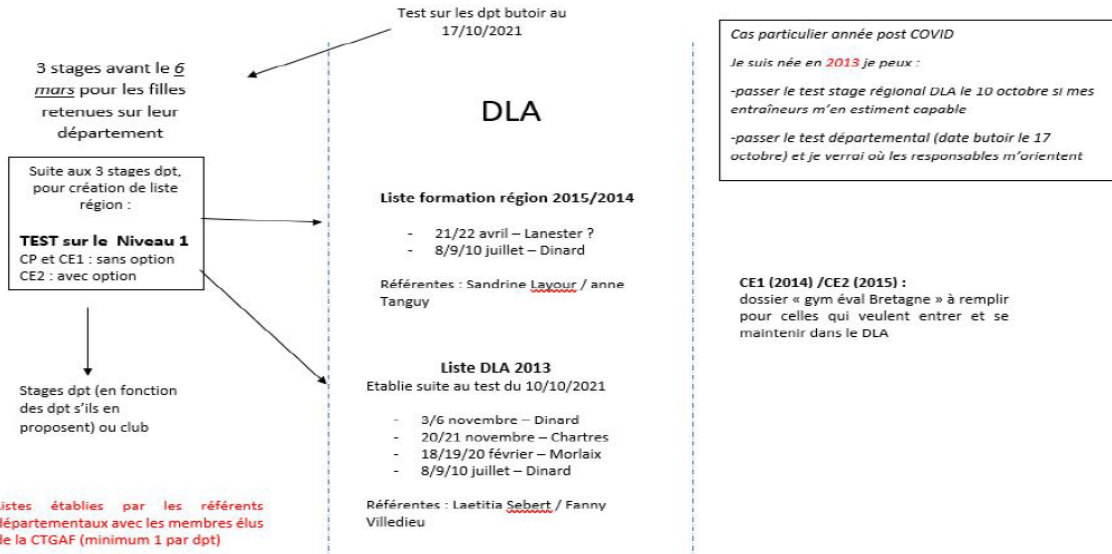 Test sur les dpt butoir au
17/10/2021
3 stages avant le 6
mars pour les filles
retenues sur leur
département
Suite aux 3 stages dpt,
pour création de liste
région :
TEST sur le Niveau 1
CP et CE1 : sans option
CE2 : avec option
Stages dpt (en fonction
des dpt s'ils en
proposent) ou club
Listes établies par les référents
départementaux avec les membres élus
de la CTGAF (minimum 1 par dpt)
DLA
Liste formation région 2015/2014
- 21/22 avril – Lanester ?
- 8/9/10 juillet – Dinard
Référentes : Sandrine Layour / anne
Tanguy
Liste DLA 2013
Etablie suite au test du 10/10/2021
- 3/6 novembre – Dinard
- 20/21 novembre – Chartres
- 18/19/20 février – Morlaix
- 8/9/10 juillet – Dinard
Référentes : Laetitia Sebert / Fanny
Villedieu
Cas particulier année post COVID
Je suis née en 2013 je peux :
-passer le test stage régional DLA le 10 octobre si mes
entraîneurs m'en estiment capable
-passer le test départemental (date butoir le 17
octobre) et je verrai où les responsables m'orientent
CE1 (2014) /CE2 (2015) :
dossier « gym éval Bretagne » à remplir
pour celles qui veulent entrer et se
maintenir dans le DLA